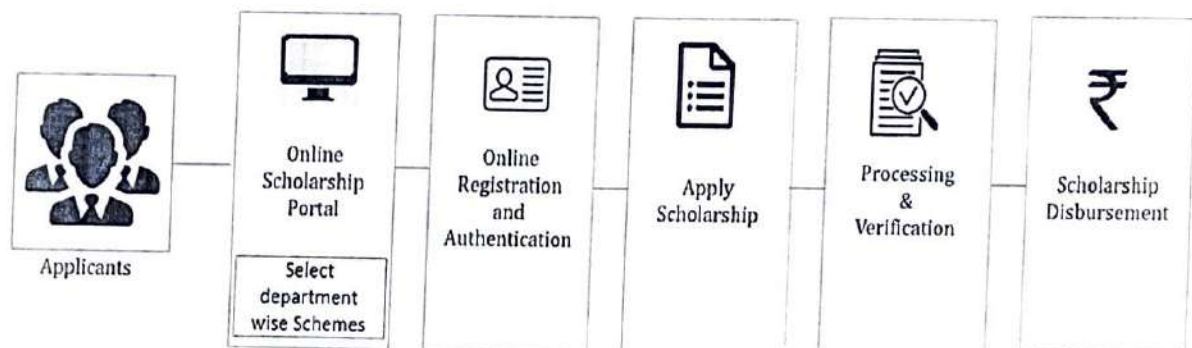 Applicants
Online
Scholarship
Portal
Select
department
wise Schemes
Online
Registration
and
Authentication
Apply
Scholarship
Processing
&
Verification
₹
Scholarship
Disbursement